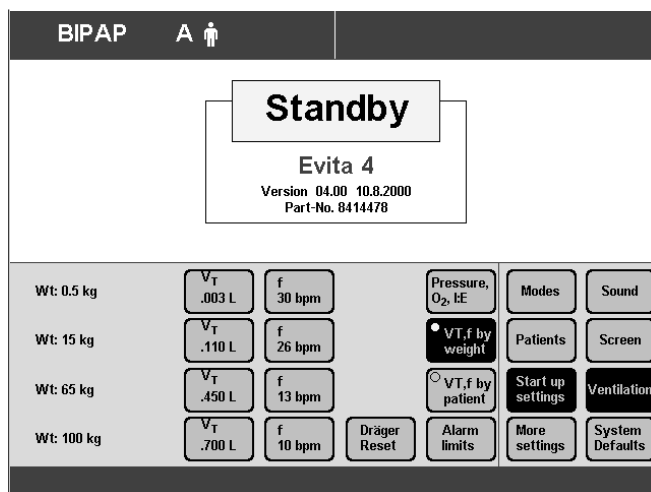 BIPAP A
Standby
Evita 4
Version 04.00 10.8.2000
Part-No. 8414478
Wt: 0.5 kg
VT
.003 L
f
30 bpm
Pressure,
O2, I:E
Modes
Sound
Wt: 15 kg
VT
.110 L
f
26 bpm
VT,f by
weight
Patients
Screen
Wt: 65 kg
VT
.450 L
f
13 bpm
VT,f by
patient
Start up
settings
Ventilation
Wt: 100 kg
VT
.700 L
f
10 bpm
Dräger
Reset
Alarm
limits
More
settings
System
Defaults